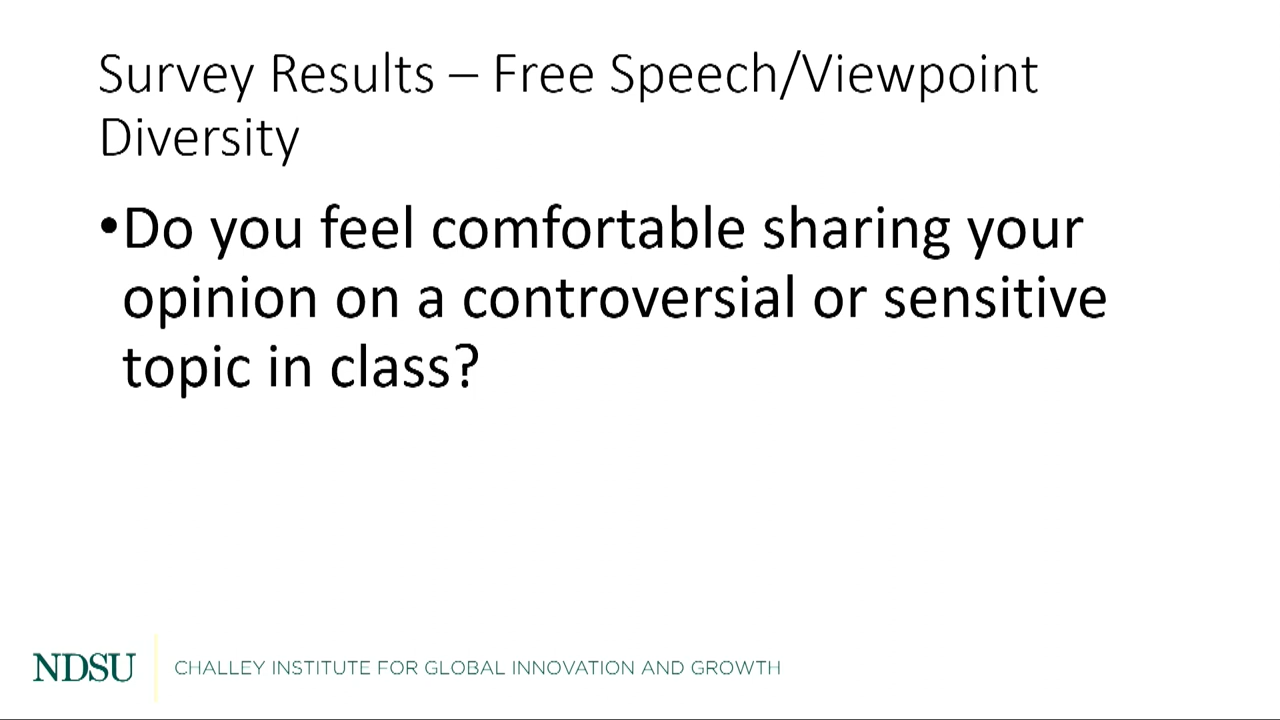 Survey Results – Free Speech/Viewpoint
Diversity
•Do you feel comfortable sharing your
opinion on a controversial or sensitive
topic in class?
NDSU CHALLEY INSTITUTE FOR GLOBAL INNOVATION AND GROWTH